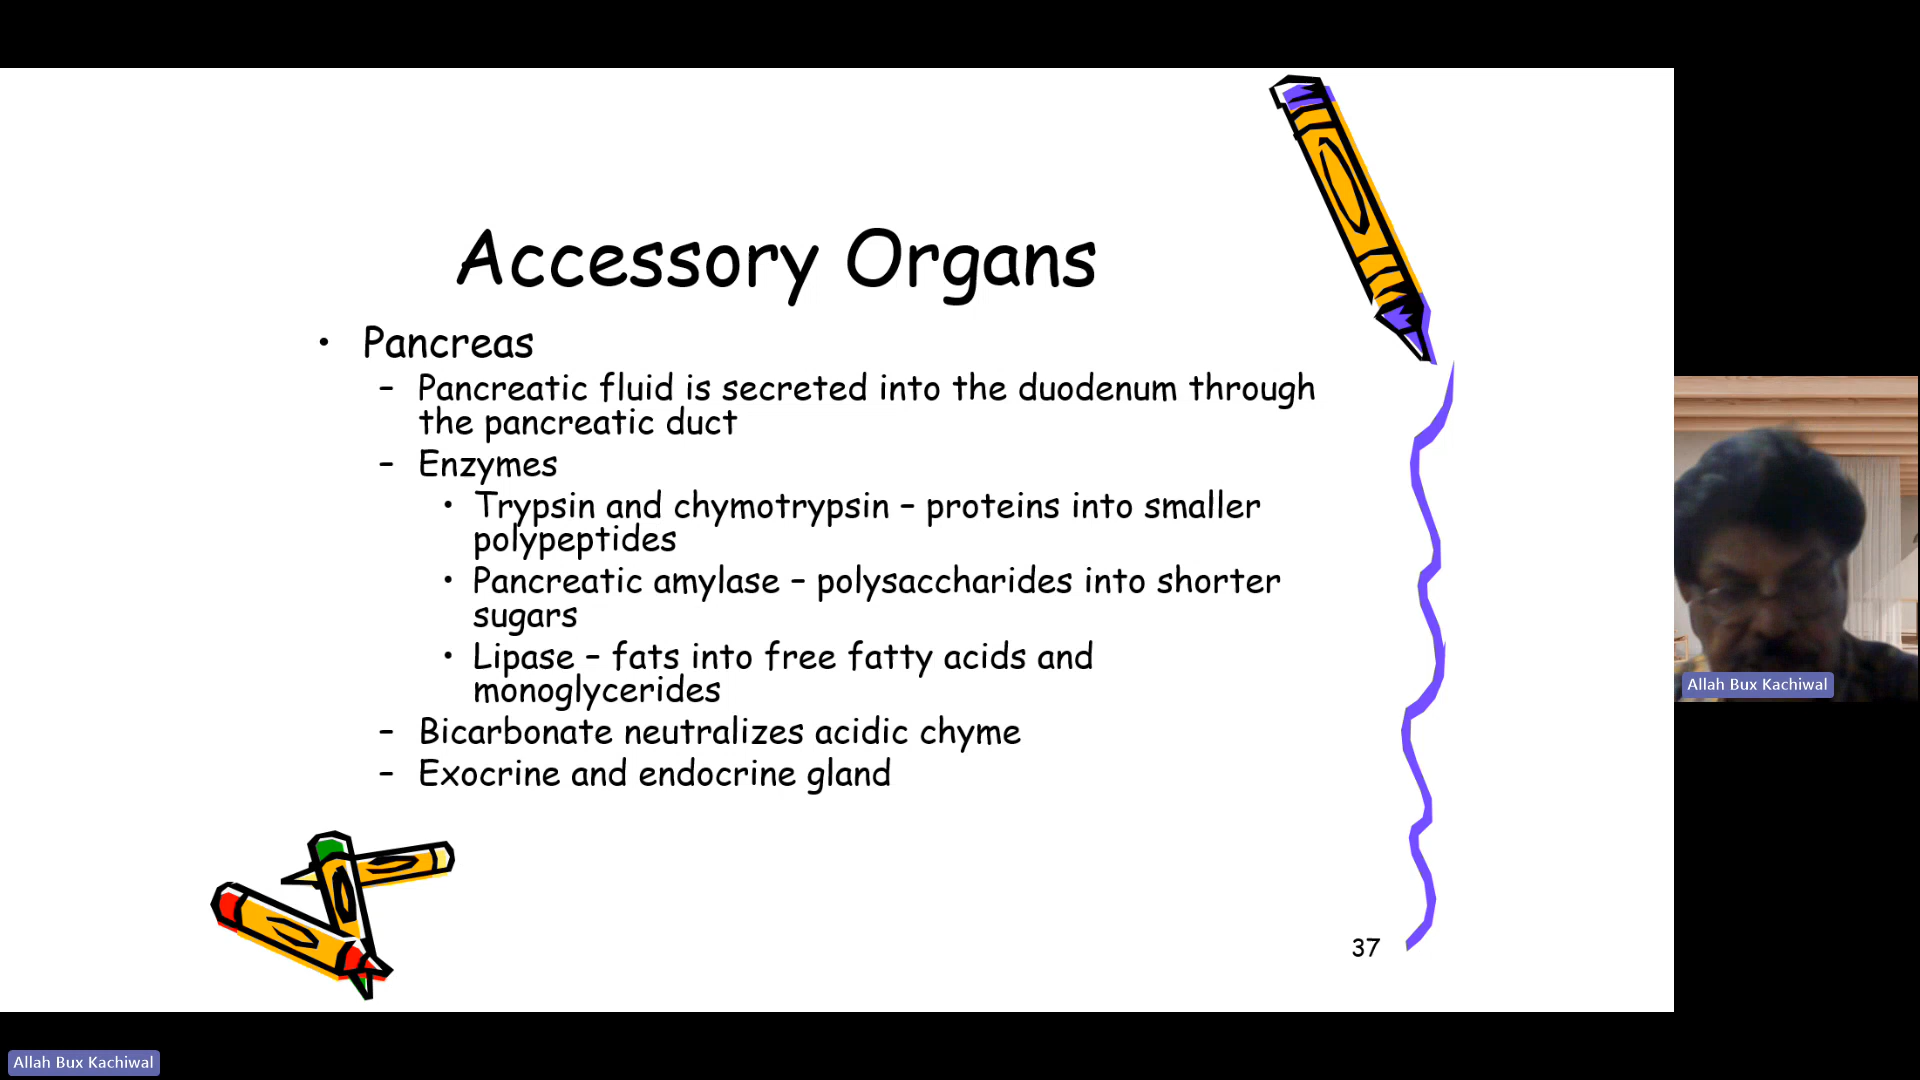 Accessory Organs
• Pancreas
– Pancreatic fluid is secreted into the duodenum through
the pancreatic duct
– Enzymes
• Trypsin and chymotrypsin – proteins into smaller
polypeptides
• Pancreatic amylase – polysaccharides into shorter
sugars
• Lipase – fats into free fatty acids and
monoglycerides
– Bicarbonate neutralizes acidic chyme
– Exocrine and endocrine gland
37
Allah Bux Kachiwal
Allah Bux Kachiwal